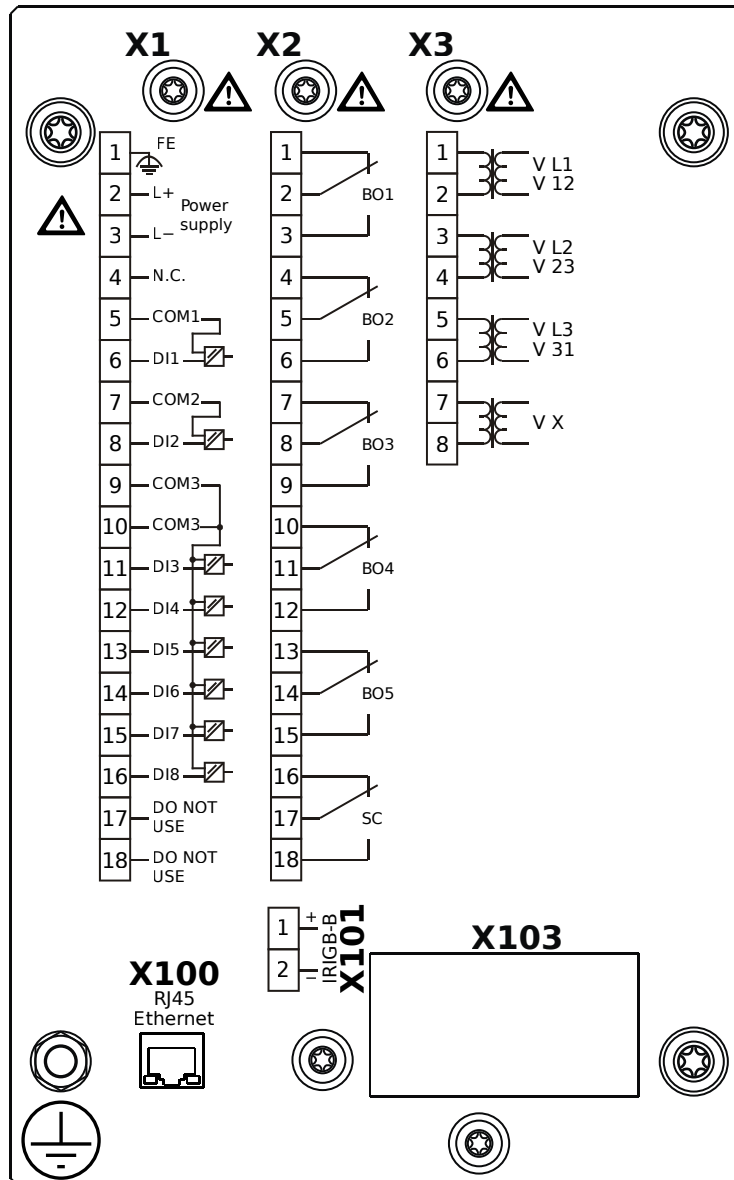 X1
X2
X3
1
FE
2
L+
Power
supply
3
L−
4
N.C.
5
COM1
6
DI1
7
COM2
8
DI2
9
COM3
10
COM3
11
DI3
12
DI4
13
DI5
14
DI6
15
DI7
16
DI8
17
DO NOT
USE
18
DO NOT
USE
1
2
BO1
3
4
5
BO2
6
7
8
BO3
9
10
11
BO4
12
13
14
BO5
15
16
17
SC
18
1
V L1
V 12
2
3
V L2
V 23
4
5
V L3
V 31
6
7
V X
8
1
+
2
−
IRIGB-B
X101
X103
X100
RJ45
Ethernet